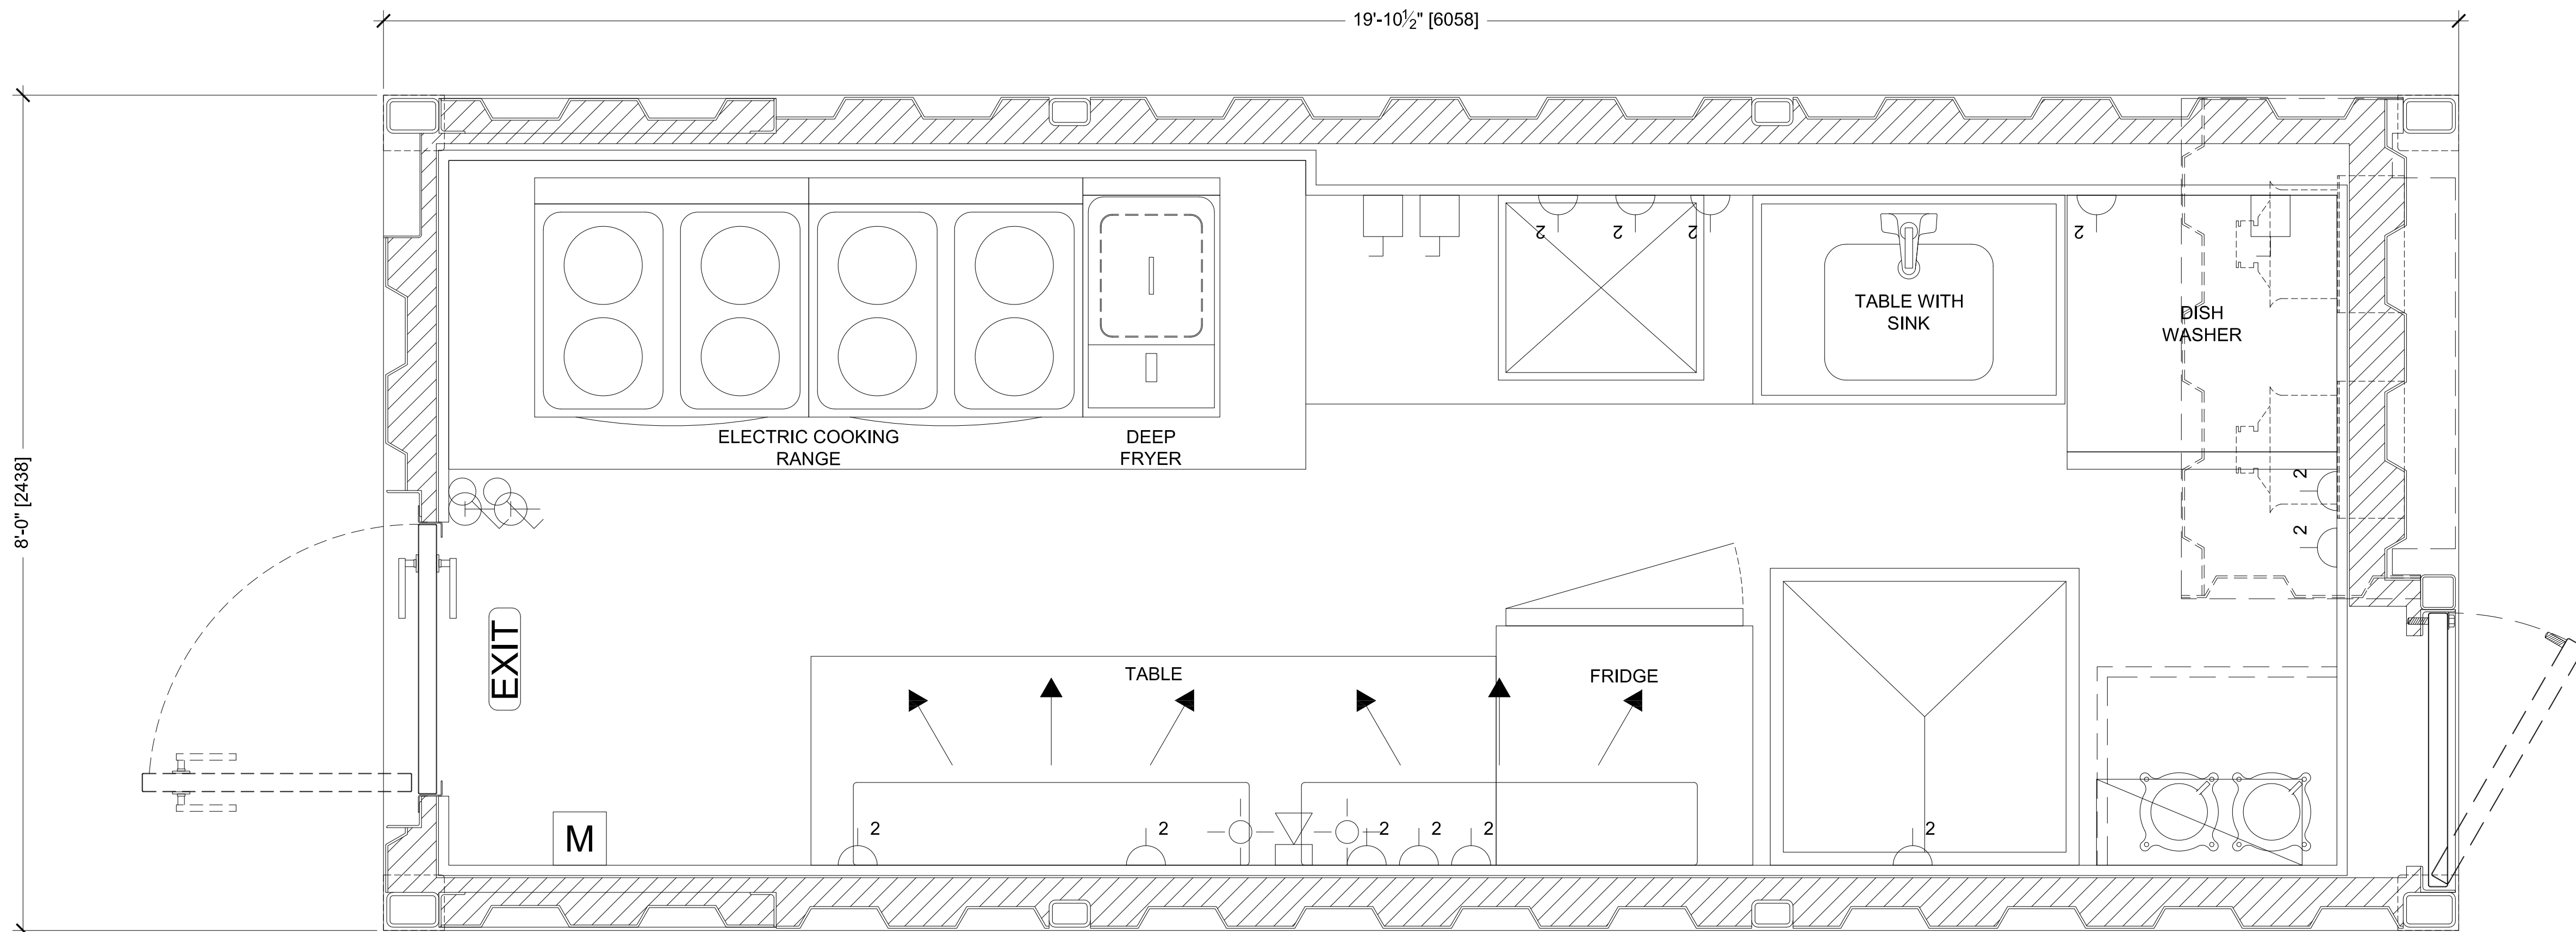 19'-10½" [6058]
8'-0" [2438]
2
2
2
2
TABLE WITH
SINK
DISH
WASHER
ELECTRIC COOKING
RANGE
DEEP
FRYER
2
2
EXIT
TABLE
FRIDGE
M
2
2
2
2
2
2